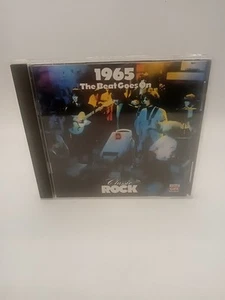 1965
The Beat Goes On
Classic
ROCK